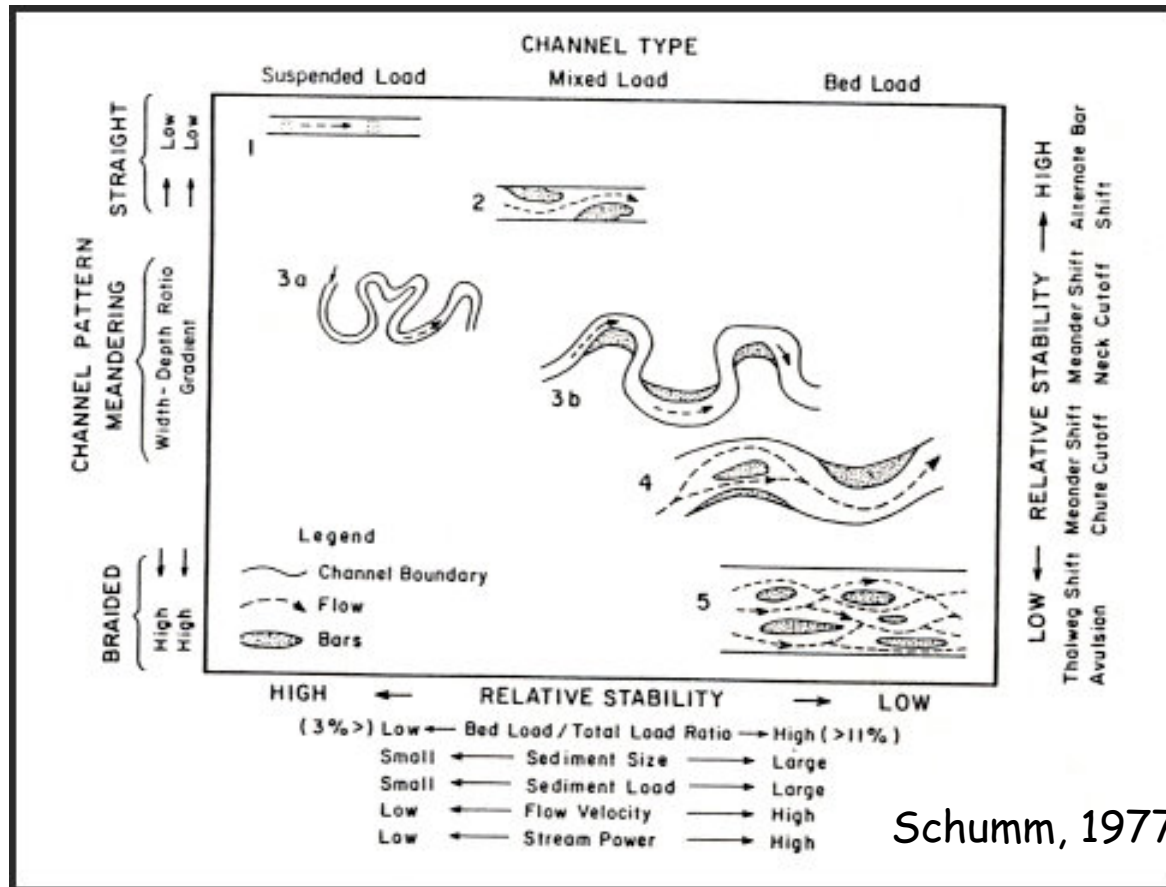 CHANNEL TYPE
Suspended Load Mixed Load Bed Load
CHANNEL PATTERN
STRAIGHT
MEANDERING
BRAIDED
Low
Low
Width-Depth Ratio
Gradient
High
High
1
2
3a
3b
4
5
Legend
Channel Boundary
Flow
Bars
LOW ← RELATIVE STABILITY → HIGH
Alternate Bar
Shift
Meander Shift
Neck Cutoff
Meander Shift
Chute Cutoff
Thalweg Shift
Avulsion
HIGH ← RELATIVE STABILITY → LOW
(3%>) Low ← Bed Load/Total Load Ratio → High (>11%)
Small ← Sediment Size → Large
Small ← Sediment Load → Large
Low ← Flow Velocity → High
Low ← Stream Power → High
Schumm, 1977